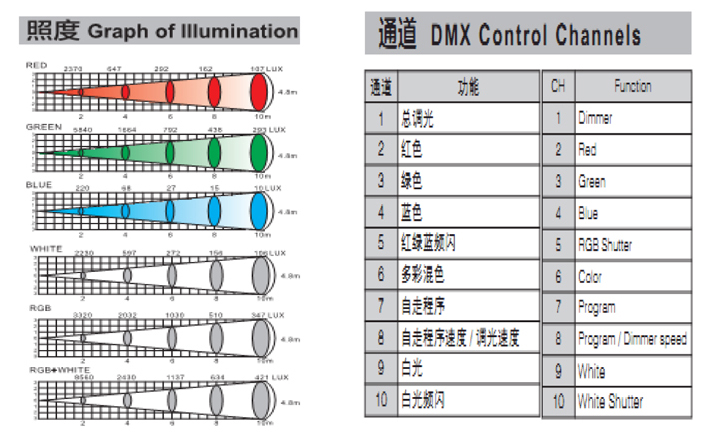 照度 Graph of Illumination
RED
2370 647 292 162 107 LUX
4.8m
2 4 6 8 10m
GREEN
5840 1664 792 438 293 LUX
4.8m
2 4 6 8 10m
BLUE
220 68 27 15 10 LUX
4.8m
2 4 6 8 10m
WHITE
2230 597 272 156 106 LUX
4.8m
2 4 6 8 10m
RGB
3320 2032 1030 510 347 LUX
4.8m
2 4 6 8 10m
RGB+WHITE
8560 2430 1137 634 421 LUX
4.8m
2 4 6 8 10m
通道 DMX Control Channels
通道 功能 CH Function
1 总调光 1 Dimmer
2 红色 2 Red
3 绿色 3 Green
4 蓝色 4 Blue
5 红绿蓝频闪 5 RGB Shutter
6 多彩混色 6 Color
7 自走程序 7 Program
8 自走程序速度 / 调光速度 8 Program / Dimmer speed
9 白光 9 White
10 白光频闪 10 White Shutter